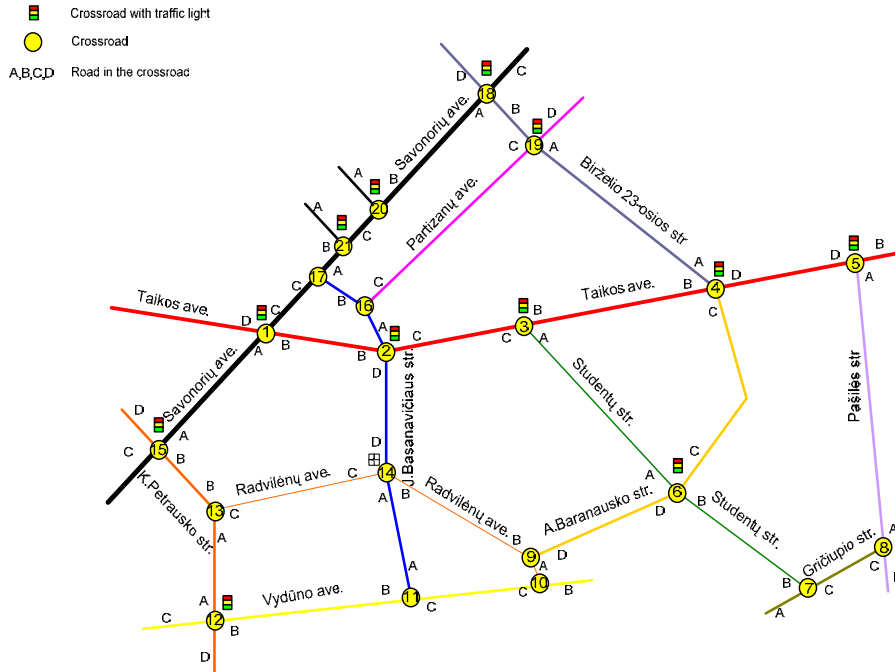 Crossroad with traffic light
Crossroad
A,B,C,D Road in the crossroad
D C
18
A B
Savonorių ave.
D
C 19 A
A
B
20
C
Partizanų ave.
Birželio 23-osios str
A
B 21
17 A
C B
C
16
A
A D
B 4
C
D 5 B
A
Taikos ave.
Taikos ave.
D C
1
A B
B
C 3
A
C
B 2
D
J.Basanavičiaus str.
Savonorių ave.
Studentų str.
Pašilės str
D
A
C 15 B
K.Petrausko str.
B
13 C
A
Radvilėnų ave.
D
C 14 B
A
Radvilėnų ave.
A.Baranausko str.
C
A
6
D B
Studentų str.
B
9 D
A
C 10 B
Gričiupio str.
A
8
C
B
7 C
A
A
B 11 C
Vydūno ave.
A
C 12 B
D